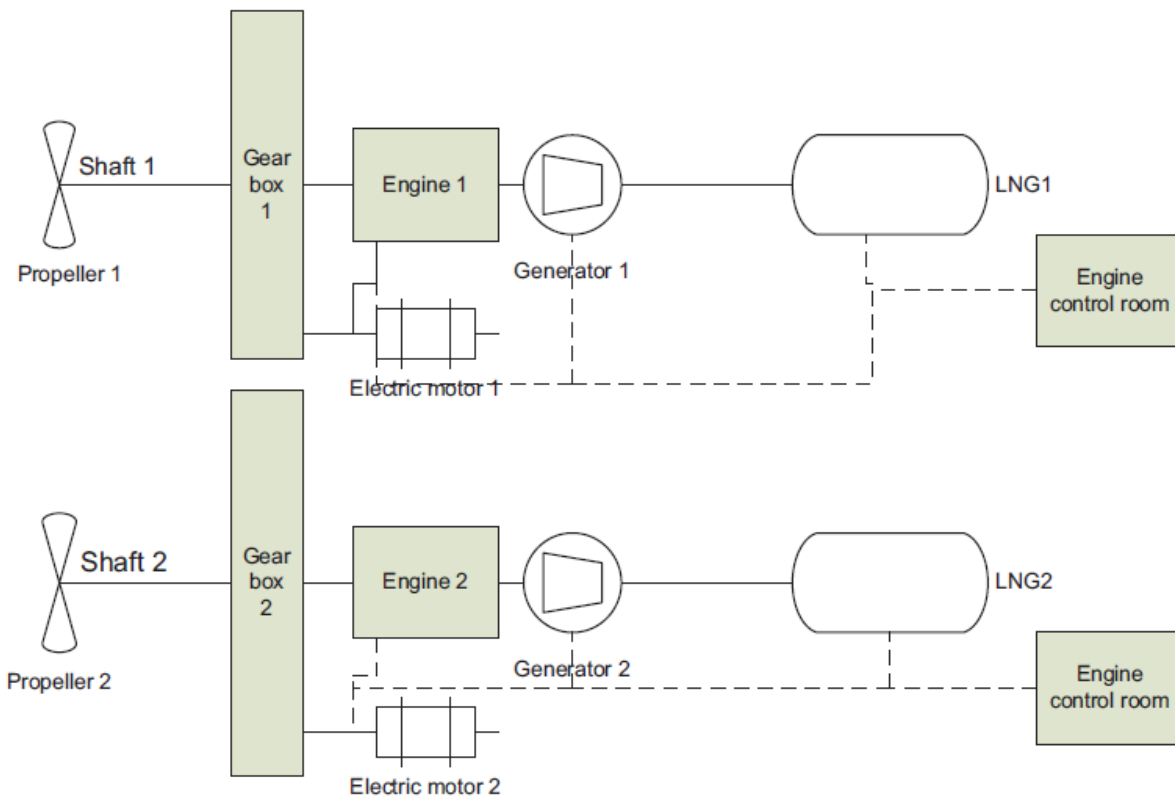 Shaft 1
Gear
box
1
Engine 1
LNG1
Propeller 1
Generator 1
Engine
control room
Electric motor 1
Shaft 2
Gear
box
2
Engine 2
LNG2
Propeller 2
Generator 2
Engine
control room
Electric motor 2